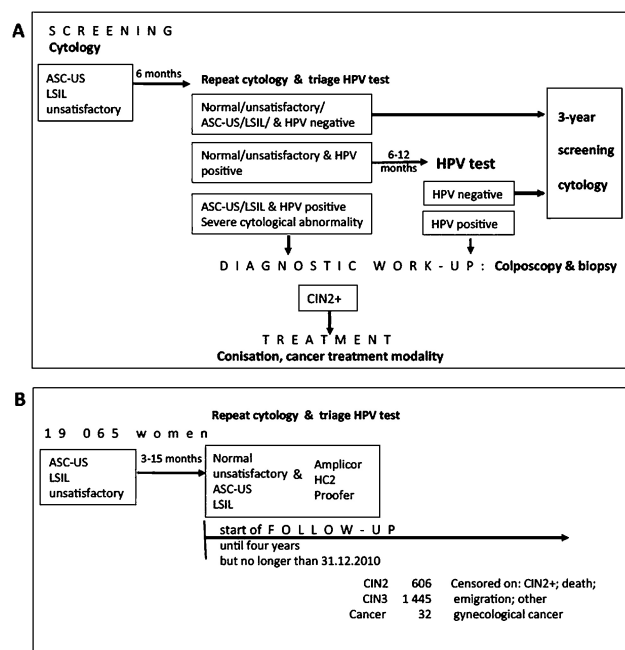 A
S C R E E N I N G
Cytology
ASC-US
LSIL
unsatisfactory
6 months
Repeat cytology & triage HPV test
Normal/unsatisfactory/
ASC-US/LSIL/ & HPV negative
Normal/unsatisfactory & HPV
positive
6-12
months
HPV test
ASC-US/LSIL & HPV positive
Severe cytological abnormality
HPV negative
HPV positive
3-year
screening
cytology
D I A G N O S T I C W O R K - U P : Colposcopy & biopsy
CIN2+
T R E A T M E N T
Conisation, cancer treatment modality
B
Repeat cytology & triage HPV test
1 9 0 6 5 w o m e n
ASC-US
LSIL
unsatisfactory
3-15 months
Normal
unsatisfactory &
ASC-US
LSIL
Amplicor
HC2
Proofer
start of F O L L O W - U P
until four years
but no longer than 31.12.2010
CIN2 606 Censored on: CIN2+; death;
CIN3 1 445 emigration; other
Cancer 32 gynecological cancer